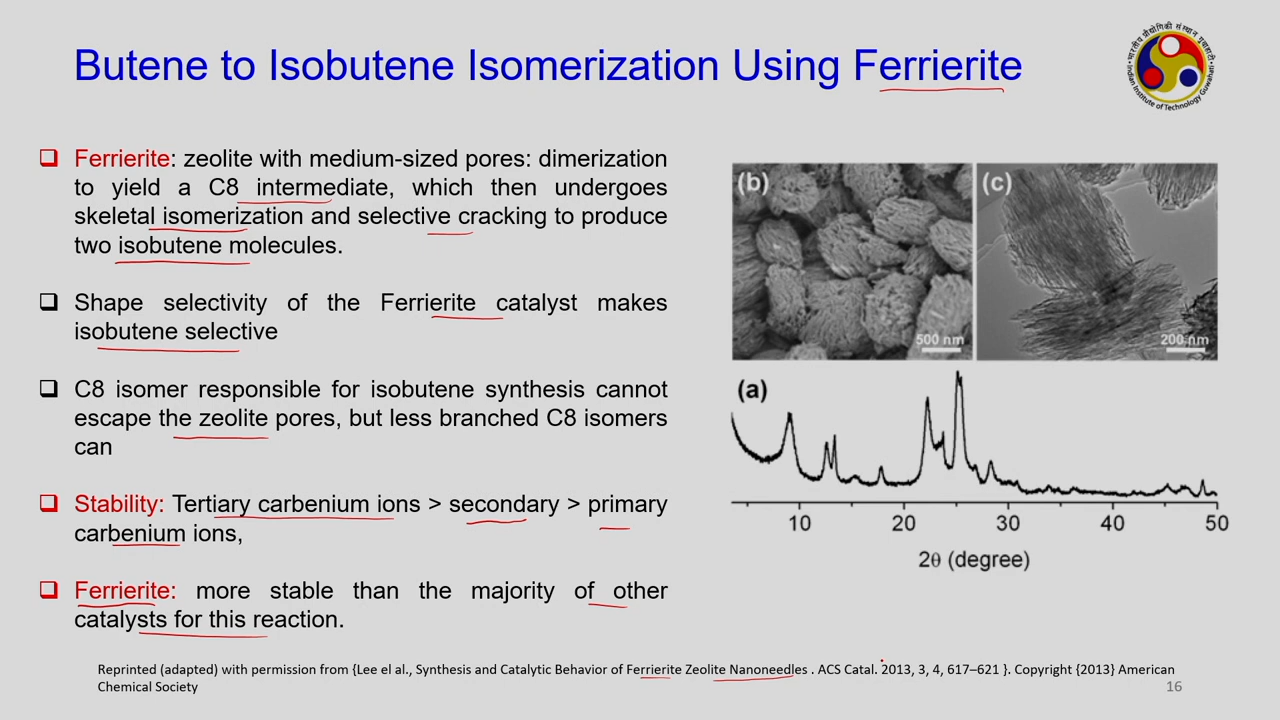 Butene to Isobutene Isomerization Using Ferrierite
भारतीय प्रौद्योगिकी संस्थान गुवाहाटी
Indian Institute of Technology Guwahati
❑ Ferrierite: zeolite with medium-sized pores: dimerization
to yield a C8 intermediate, which then undergoes
skeletal isomerization and selective cracking to produce
two isobutene molecules.
❑ Shape selectivity of the Ferrierite catalyst makes
isobutene selective
❑ C8 isomer responsible for isobutene synthesis cannot
escape the zeolite pores, but less branched C8 isomers
can
❑ Stability: Tertiary carbenium ions > secondary > primary
carbenium ions,
❑ Ferrierite: more stable than the majority of other
catalysts for this reaction.
(b)
500 nm
(c)
200 nm
(a)
10 20 30 40 50
2θ (degree)
Reprinted (adapted) with permission from {Lee el al., Synthesis and Catalytic Behavior of Ferrierite Zeolite Nanoneedles . ACS Catal. 2013, 3, 4, 617–621 }. Copyright {2013} American
Chemical Society
16